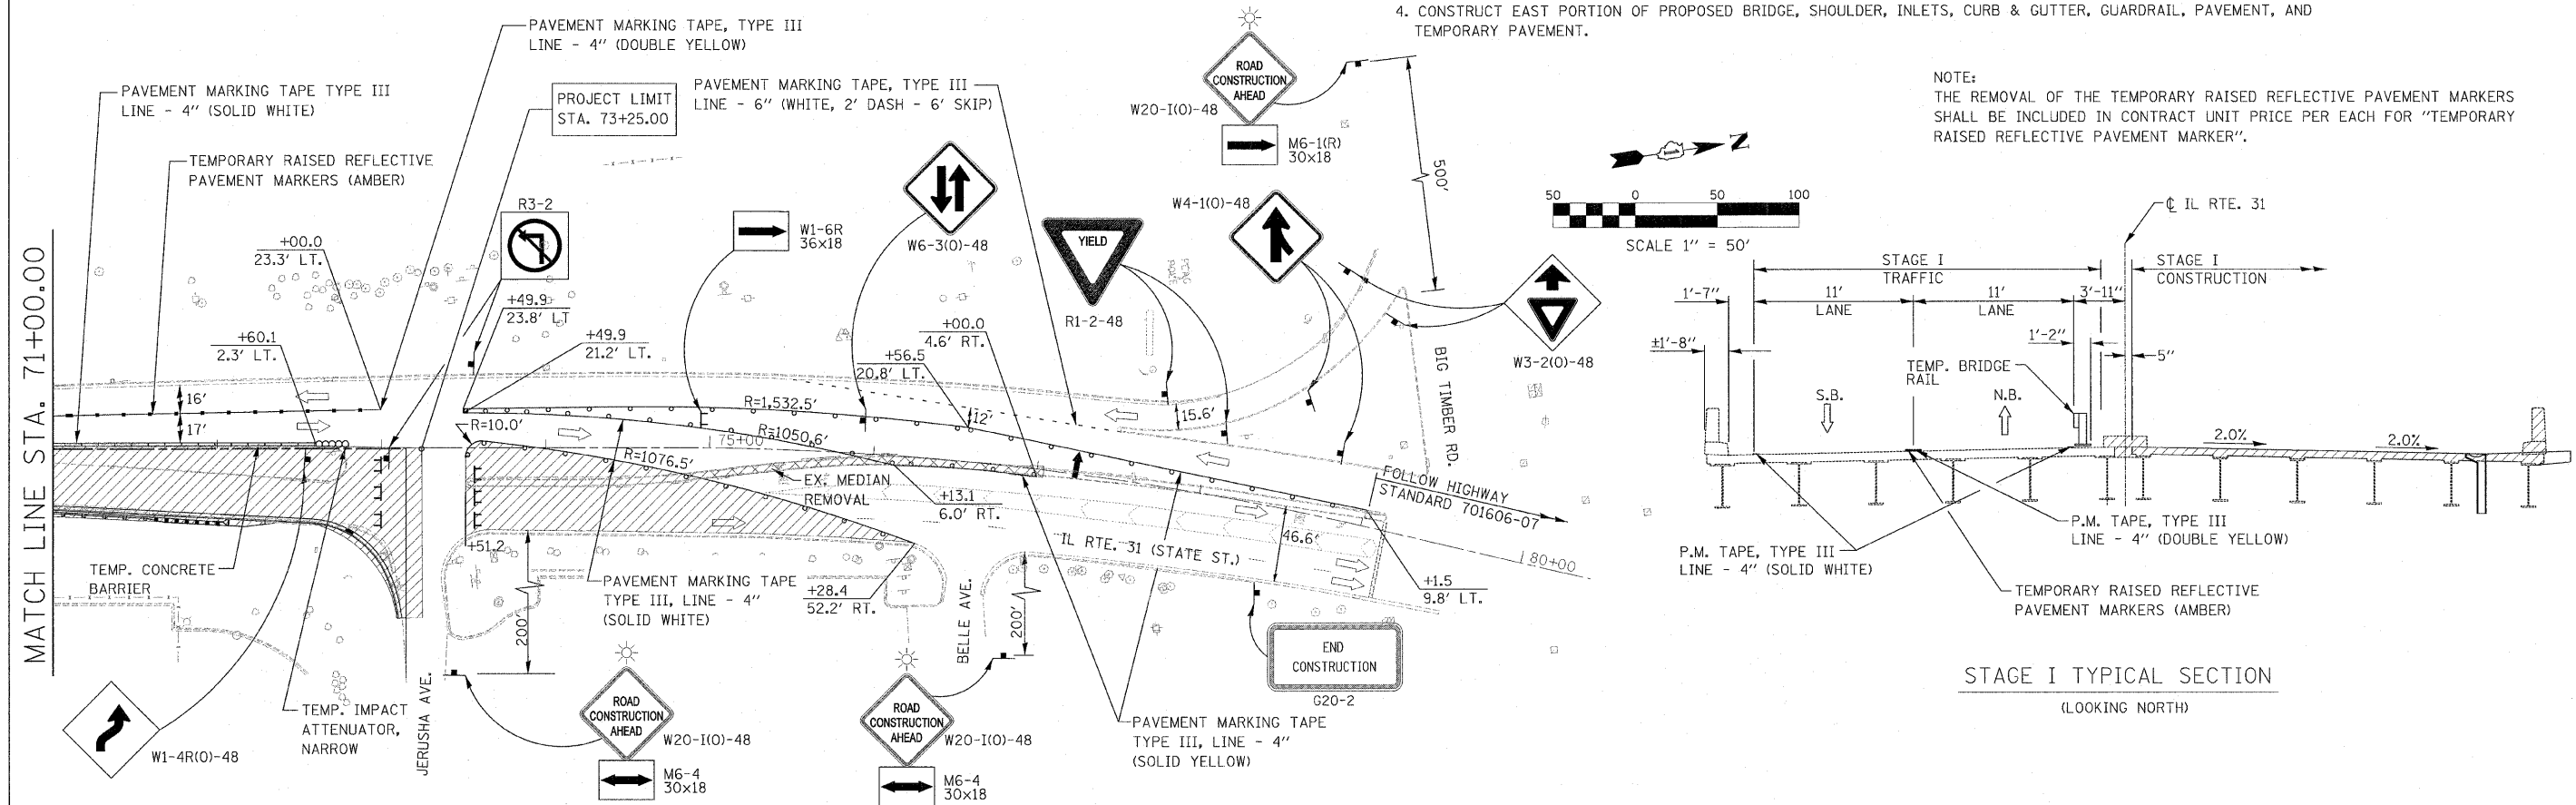 4. CONSTRUCT EAST PORTION OF PROPOSED BRIDGE, SHOULDER, INLETS, CURB & GUTTER, GUARDRAIL, PAVEMENT, AND
TEMPORARY PAVEMENT.
PAVEMENT MARKING TAPE, TYPE III
LINE - 4" (DOUBLE YELLOW)
PAVEMENT MARKING TAPE TYPE III
LINE - 4" (SOLID WHITE)
PROJECT LIMIT
STA. 73+25.00
PAVEMENT MARKING TAPE, TYPE III
LINE - 6" (WHITE, 2' DASH - 6' SKIP)
TEMPORARY RAISED REFLECTIVE
PAVEMENT MARKERS (AMBER)
ROAD
CONSTRUCTION
AHEAD
W20-I(O)-48
M6-1(R)
30x18
500'
NOTE:
THE REMOVAL OF THE TEMPORARY RAISED REFLECTIVE PAVEMENT MARKERS
SHALL BE INCLUDED IN CONTRACT UNIT PRICE PER EACH FOR "TEMPORARY
RAISED REFLECTIVE PAVEMENT MARKER".
N
50 0 50 100
SCALE 1" = 50'
R3-2
W1-6R
36x18
W6-3(O)-48
YIELD
R1-2-48
W4-1(O)-48
W3-2(O)-48
MATCH LINE STA. 71+00.00
+00.0
23.3' LT.
+60.1
2.3' LT.
+49.9
23.8' LT
+49.9
21.2' LT.
+56.5
20.8' LT.
+00.0
4.6' RT.
16'
17'
R=10.0'
R=1,532.5'
R=1050.6'
R=1076.5'
75+00
12'
15.6'
BIG TIMBER RD.
EX. MEDIAN
REMOVAL
+13.1
6.0' RT.
FOLLOW HIGHWAY
STANDARD 701606-07
IL RTE. 31 (STATE ST.)
46.6'
80+00
+1.5
9.8' LT.
+51.2
200'
TEMP. CONCRETE
BARRIER
PAVEMENT MARKING TAPE
TYPE III, LINE - 4"
(SOLID WHITE)
+28.4
52.2' RT.
BELLE AVE.
200'
END
CONSTRUCTION
G20-2
W1-4R(O)-48
TEMP. IMPACT
ATTENUATOR,
NARROW
JERUSHA AVE.
ROAD
CONSTRUCTION
AHEAD
W20-I(O)-48
M6-4
30x18
ROAD
CONSTRUCTION
AHEAD
W20-I(O)-48
M6-4
30x18
PAVEMENT MARKING TAPE
TYPE III, LINE - 4"
(SOLID YELLOW)
℄ IL RTE. 31
STAGE I
TRAFFIC
STAGE I
CONSTRUCTION
1'-7"
11'
LANE
11'
LANE
3'-11"
±1'-8"
1'-2"
5"
TEMP. BRIDGE
RAIL
S.B.
N.B.
2.0%
2.0%
P.M. TAPE, TYPE III
LINE - 4" (SOLID WHITE)
P.M. TAPE, TYPE III
LINE - 4" (DOUBLE YELLOW)
TEMPORARY RAISED REFLECTIVE
PAVEMENT MARKERS (AMBER)
STAGE I TYPICAL SECTION
(LOOKING NORTH)